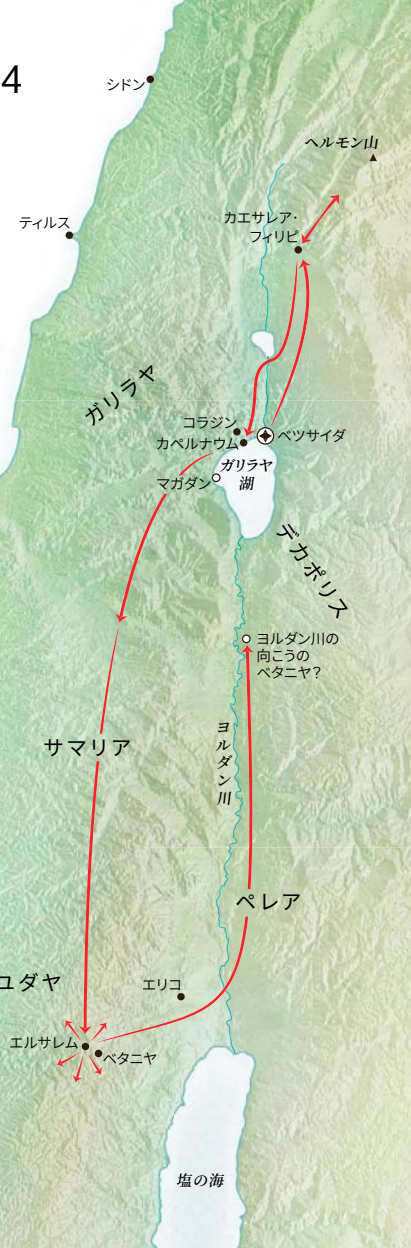 4
シドン
ヘルモン山
カエサレア・
フィリピ
ティルス
ガリラヤ
コラジン
カペルナウム
ベツサイダ
ガリラヤ
湖
マガダン
デカポリス
ヨルダン川の
向こうの
ベタニヤ？
ヨルダン川
サマリア
ペレア
ユダヤ
エリコ
エルサレム
ベタニヤ
塩の海